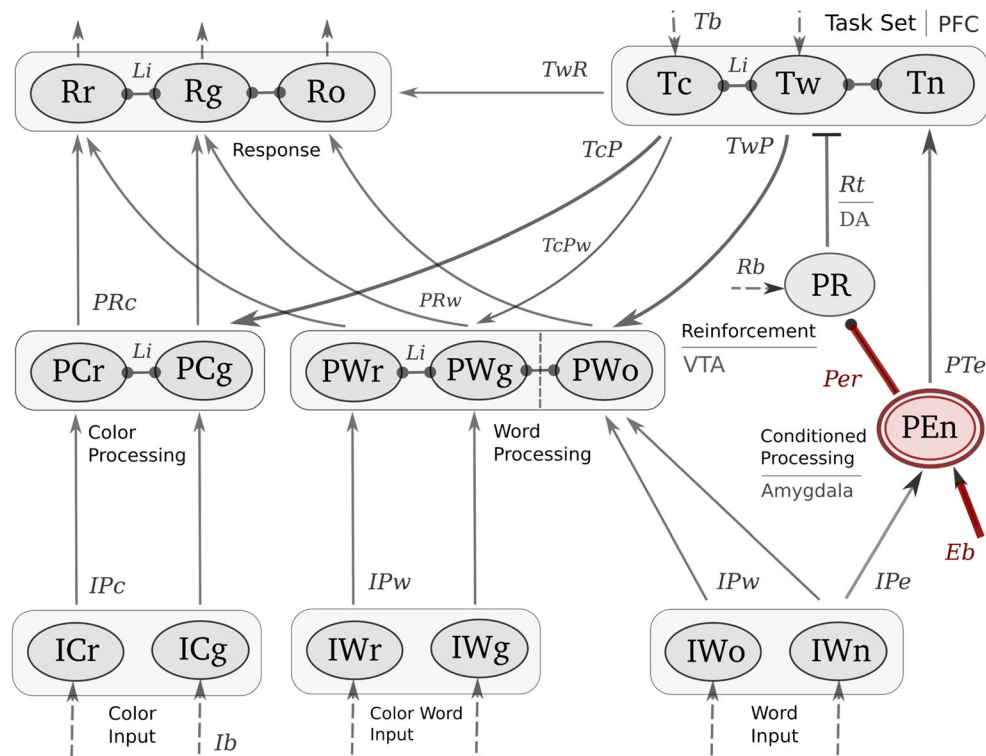 Tb
Task Set | PFC
Li
Rr
Rg
Ro
TwR
Li
Tc
Tw
Tn
Response
TcP
TwP
Rt
DA
TcPw
Rb
PR
PRc
PRw
Reinforcement
VTA
Li
PCr
PCg
Li
PWr
PWg
PWo
Per
PTe
PEn
Color
Processing
Word
Processing
Conditioned
Processing
Amygdala
Eb
IPc
IPw
IPw
IPe
ICr
ICg
IWr
IWg
IWo
IWn
Color
Input
Ib
Color Word
Input
Word
Input